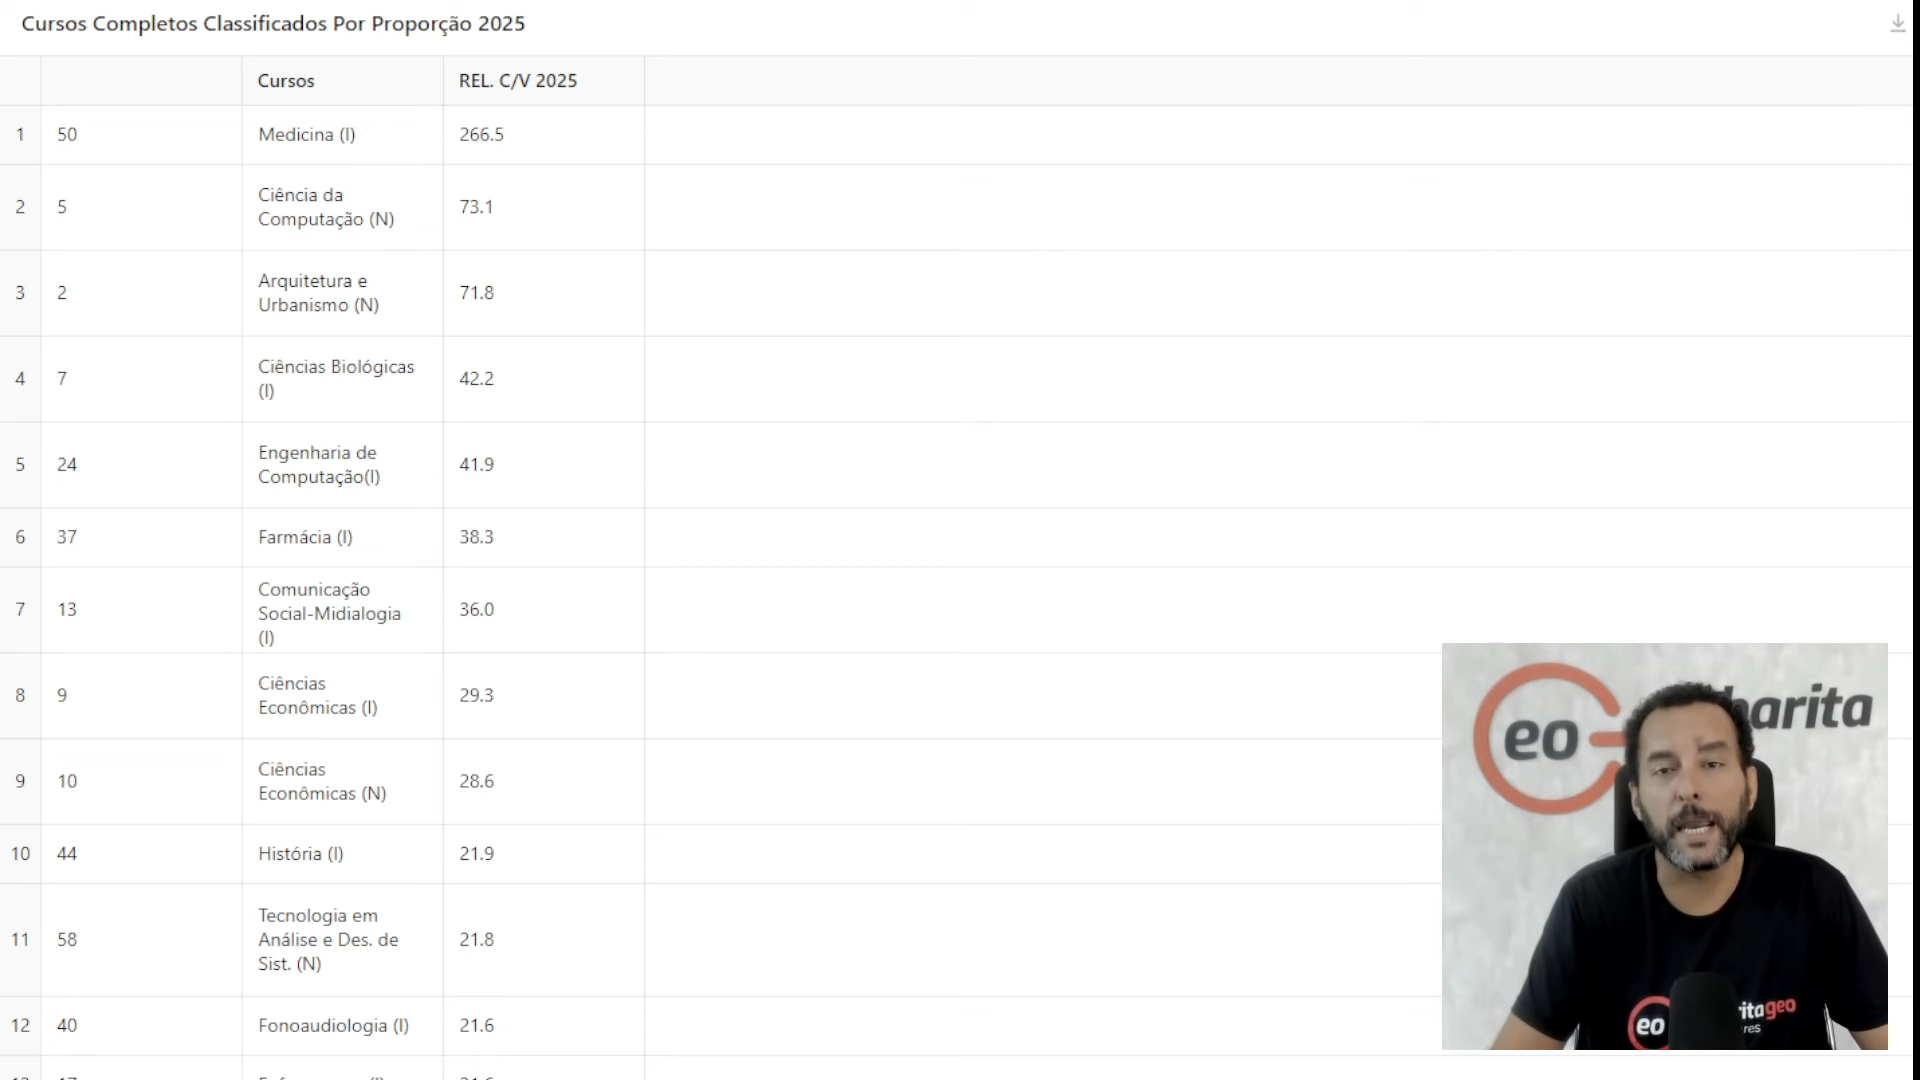 Cursos Completos Classificados Por Proporção 2025
Cursos
REL. C/V 2025
1
50
Medicina (I)
266.5
2
5
Ciência da
Computação (N)
73.1
3
2
Arquitetura e
Urbanismo (N)
71.8
4
7
Ciências Biológicas
(I)
42.2
5
24
Engenharia de
Computação(I)
41.9
6
37
Farmácia (I)
38.3
7
13
Comunicação
Social-Midialogia
(I)
36.0
8
9
Ciências
Econômicas (I)
29.3
9
10
Ciências
Econômicas (N)
28.6
10
44
História (I)
21.9
11
58
Tecnologia em
Análise e Des. de
Sist. (N)
21.8
12
40
Fonoaudiologia (I)
21.6
eo
barita
eo
ritageo
res